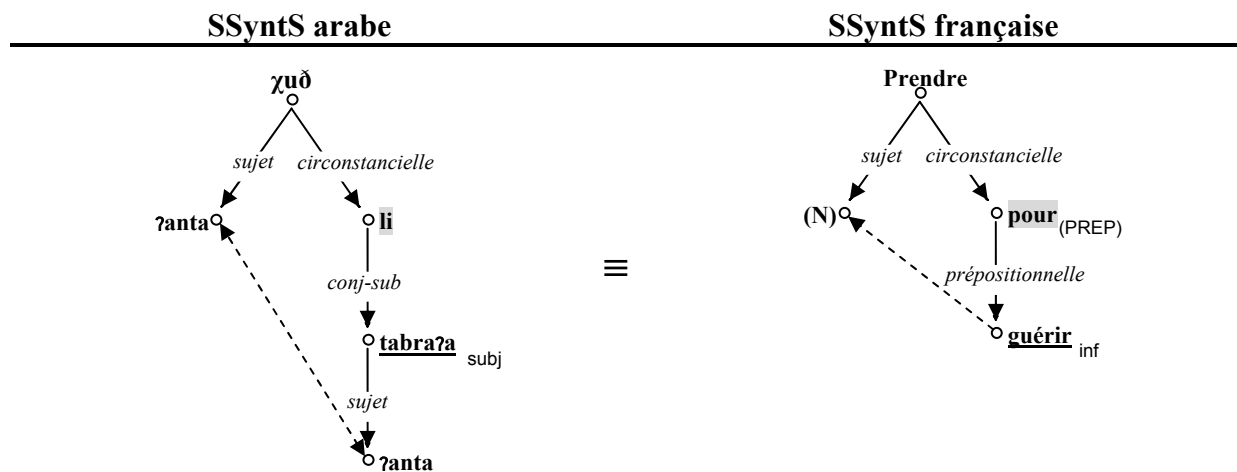 SSyntS arabe SSyntS française
χuð Prendre
sujet circonstancielle sujet circonstancielle
ʔanta li (N) pour (PREP)
≡
conj-sub prépositionnelle
tabraʔa subj guérir inf
sujet
ʔanta